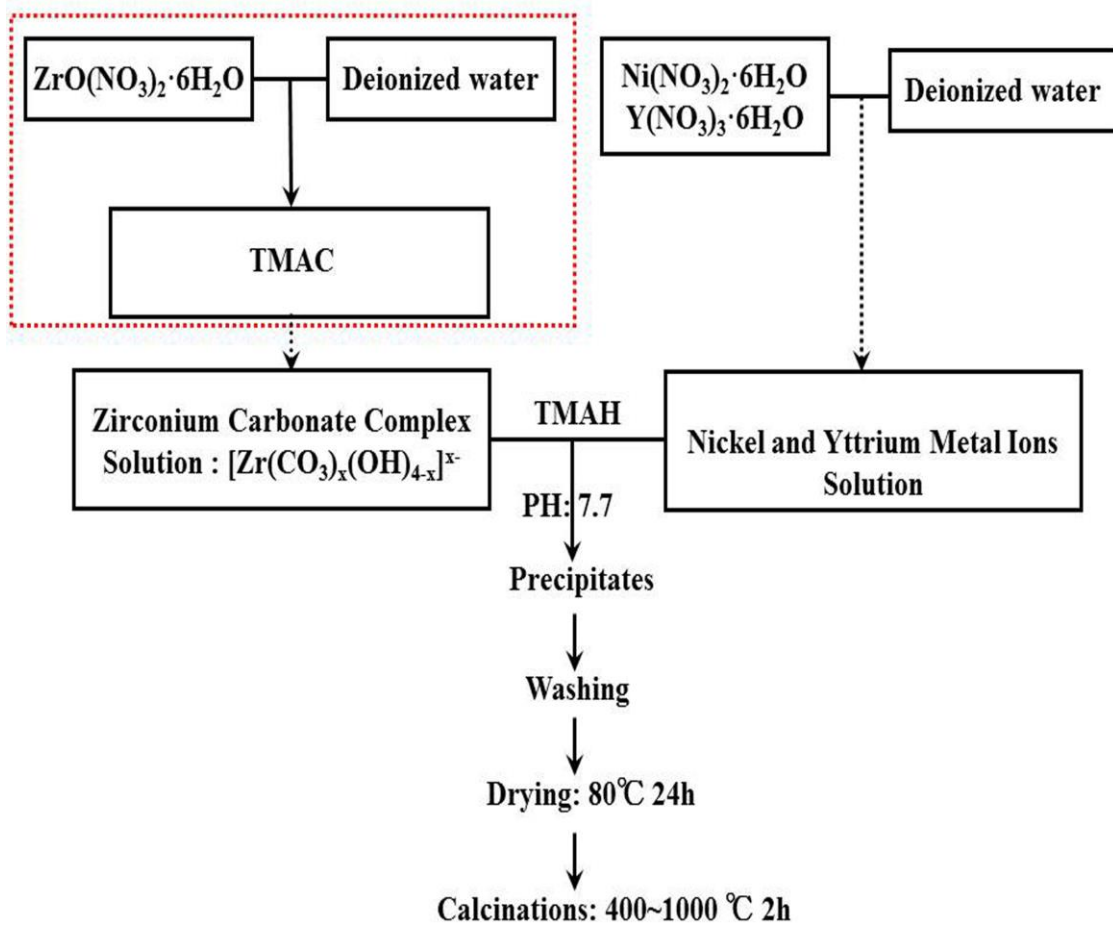 ZrO(NO₃)₂·6H₂O
Deionized water
Ni(NO₃)₂·6H₂O
Y(NO₃)₃·6H₂O
Deionized water
TMAC
Zirconium Carbonate Complex
Solution : [Zr(CO₃)ₓ(OH)₄₋ₓ]ˣ⁻
TMAH
Nickel and Yttrium Metal Ions
Solution
PH: 7.7
Precipitates
Washing
Drying: 80℃ 24h
Calcinations: 400~1000 ℃ 2h